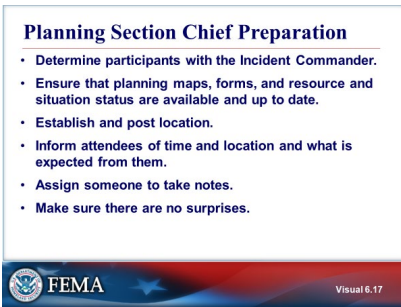 Planning Section Chief Preparation
• Determine participants with the Incident Commander.
• Ensure that planning maps, forms, and resource and
situation status are available and up to date.
• Establish and post location.
• Inform attendees of time and location and what is
expected from them.
• Assign someone to take notes.
• Make sure there are no surprises.
FEMA
Visual 6.17